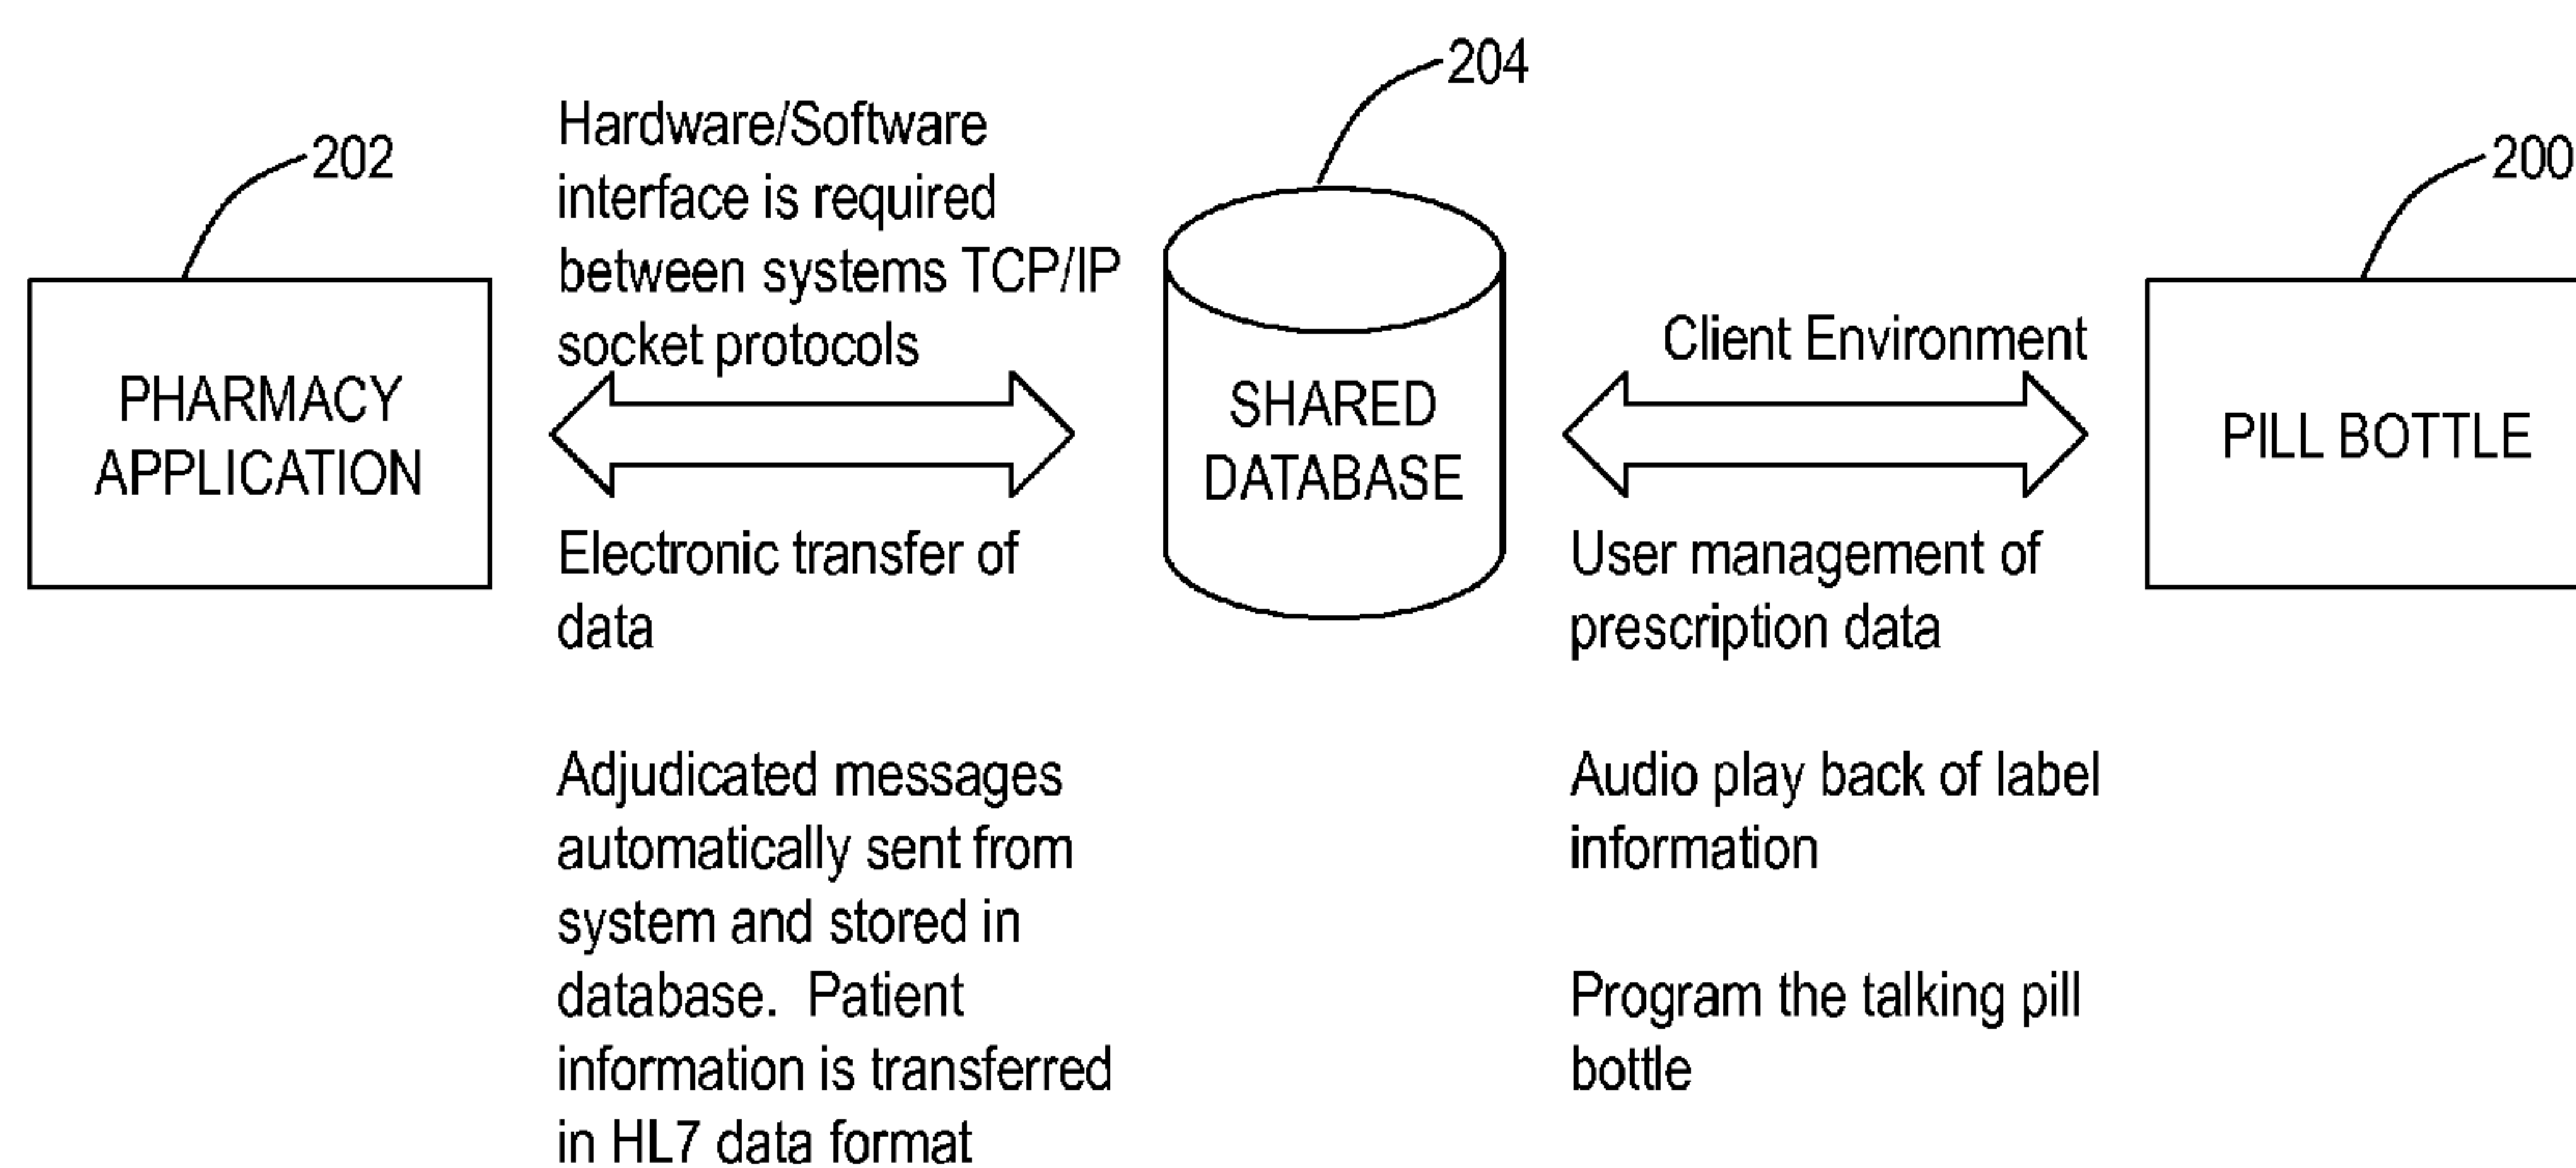 204
202
200
Hardware/Software
interface is required
between systems TCP/IP
socket protocols
PHARMACY
APPLICATION
SHARED
DATABASE
Client Environment
PILL BOTTLE
Electronic transfer of
data
Adjudicated messages
automatically sent from
system and stored in
database. Patient
information is transferred
in HL7 data format
User management of
prescription data
Audio play back of label
information
Program the talking pill
bottle